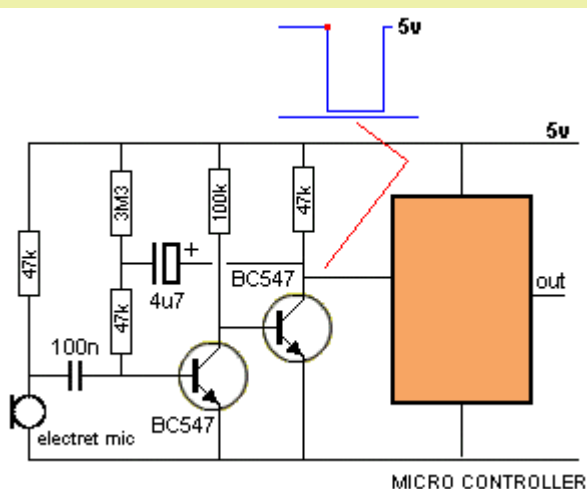 5v
5v
3M3
100k
47k
47k
+
BC547
4u7
out
47k
100n
BC547
electret mic
MICRO CONTROLLER